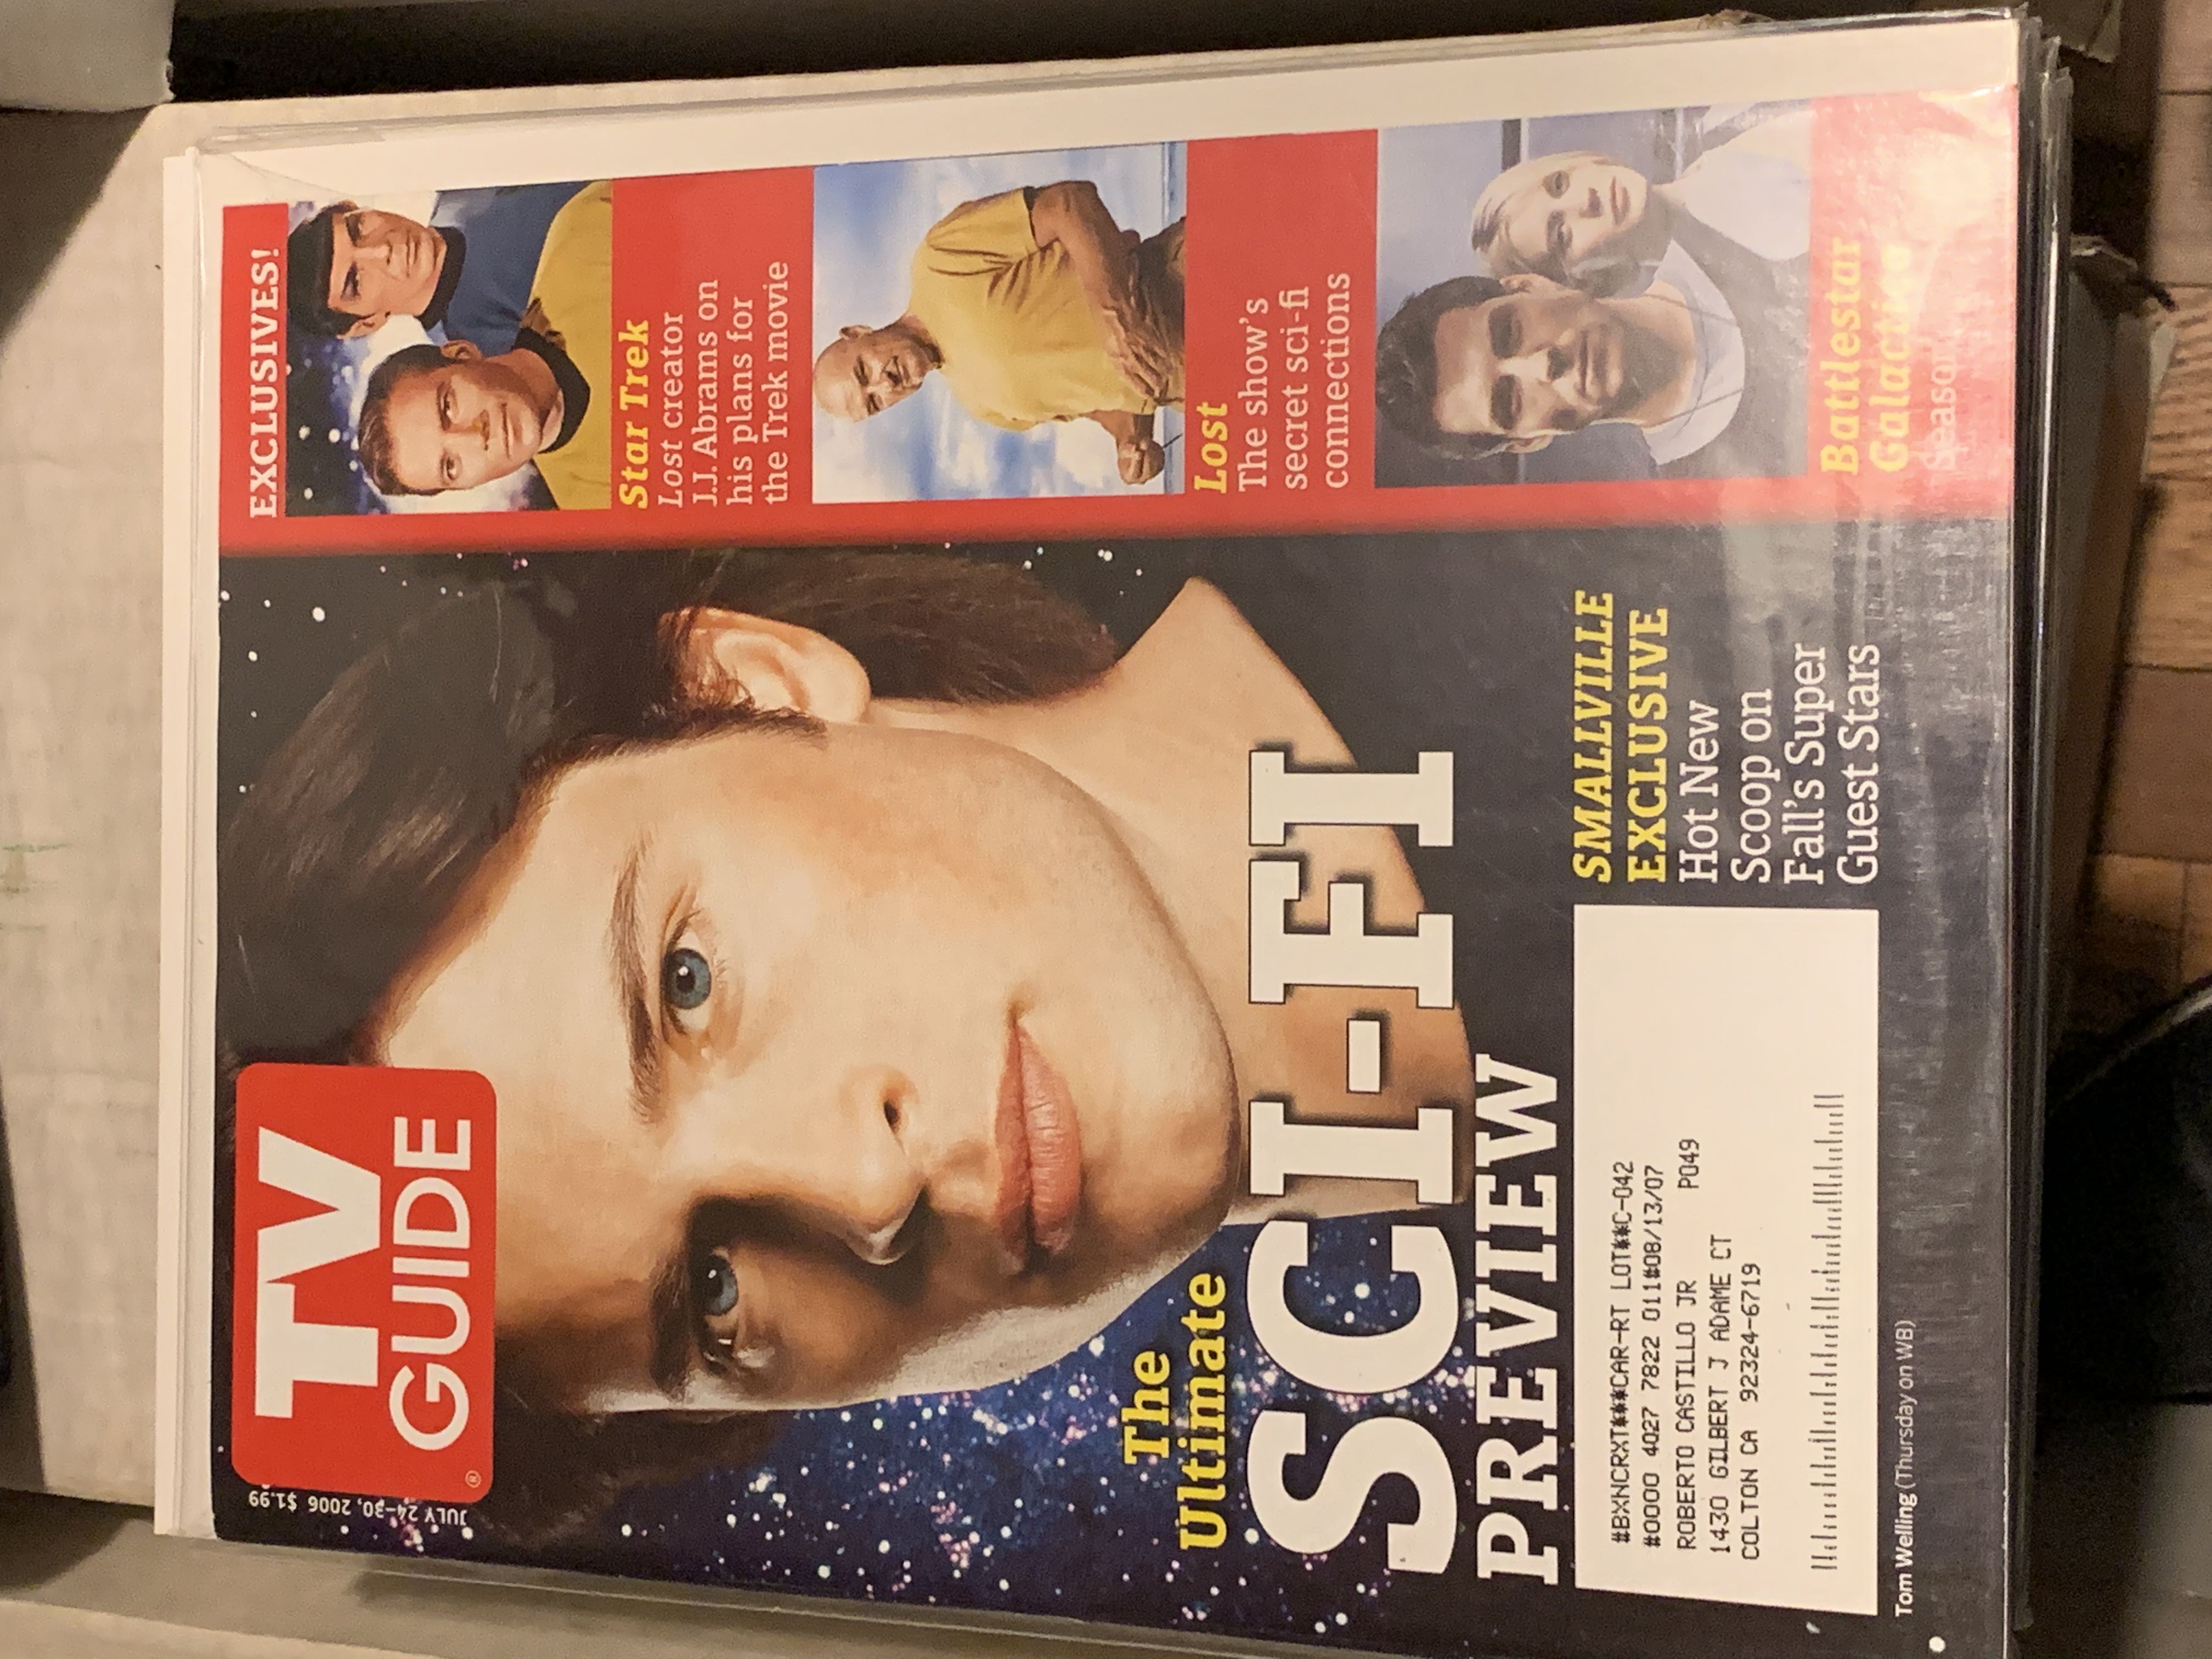 JULY 24–30, 2006 $1.99
TV
GUIDE®
EXCLUSIVES!
Star Trek
Lost creator
J.J. Abrams on
his plans for
the Trek movie
Lost
The show's
secret sci-fi
connections
Battlestar
Galactica
Season
The
Ultimate
SCI-FI
PREVIEW
SMALLVILLE
EXCLUSIVE
Hot New
Scoop on
Fall's Super
Guest Stars
#BXNCRXT****CAR-RT LOT**C-042
#0000 4027 7822 011#08/13/07
ROBERTO CASTILLO JR P049
1430 GILBERT J ADAME CT
COLTON CA 92324-6719
Tom Welling (Thursday on WB)